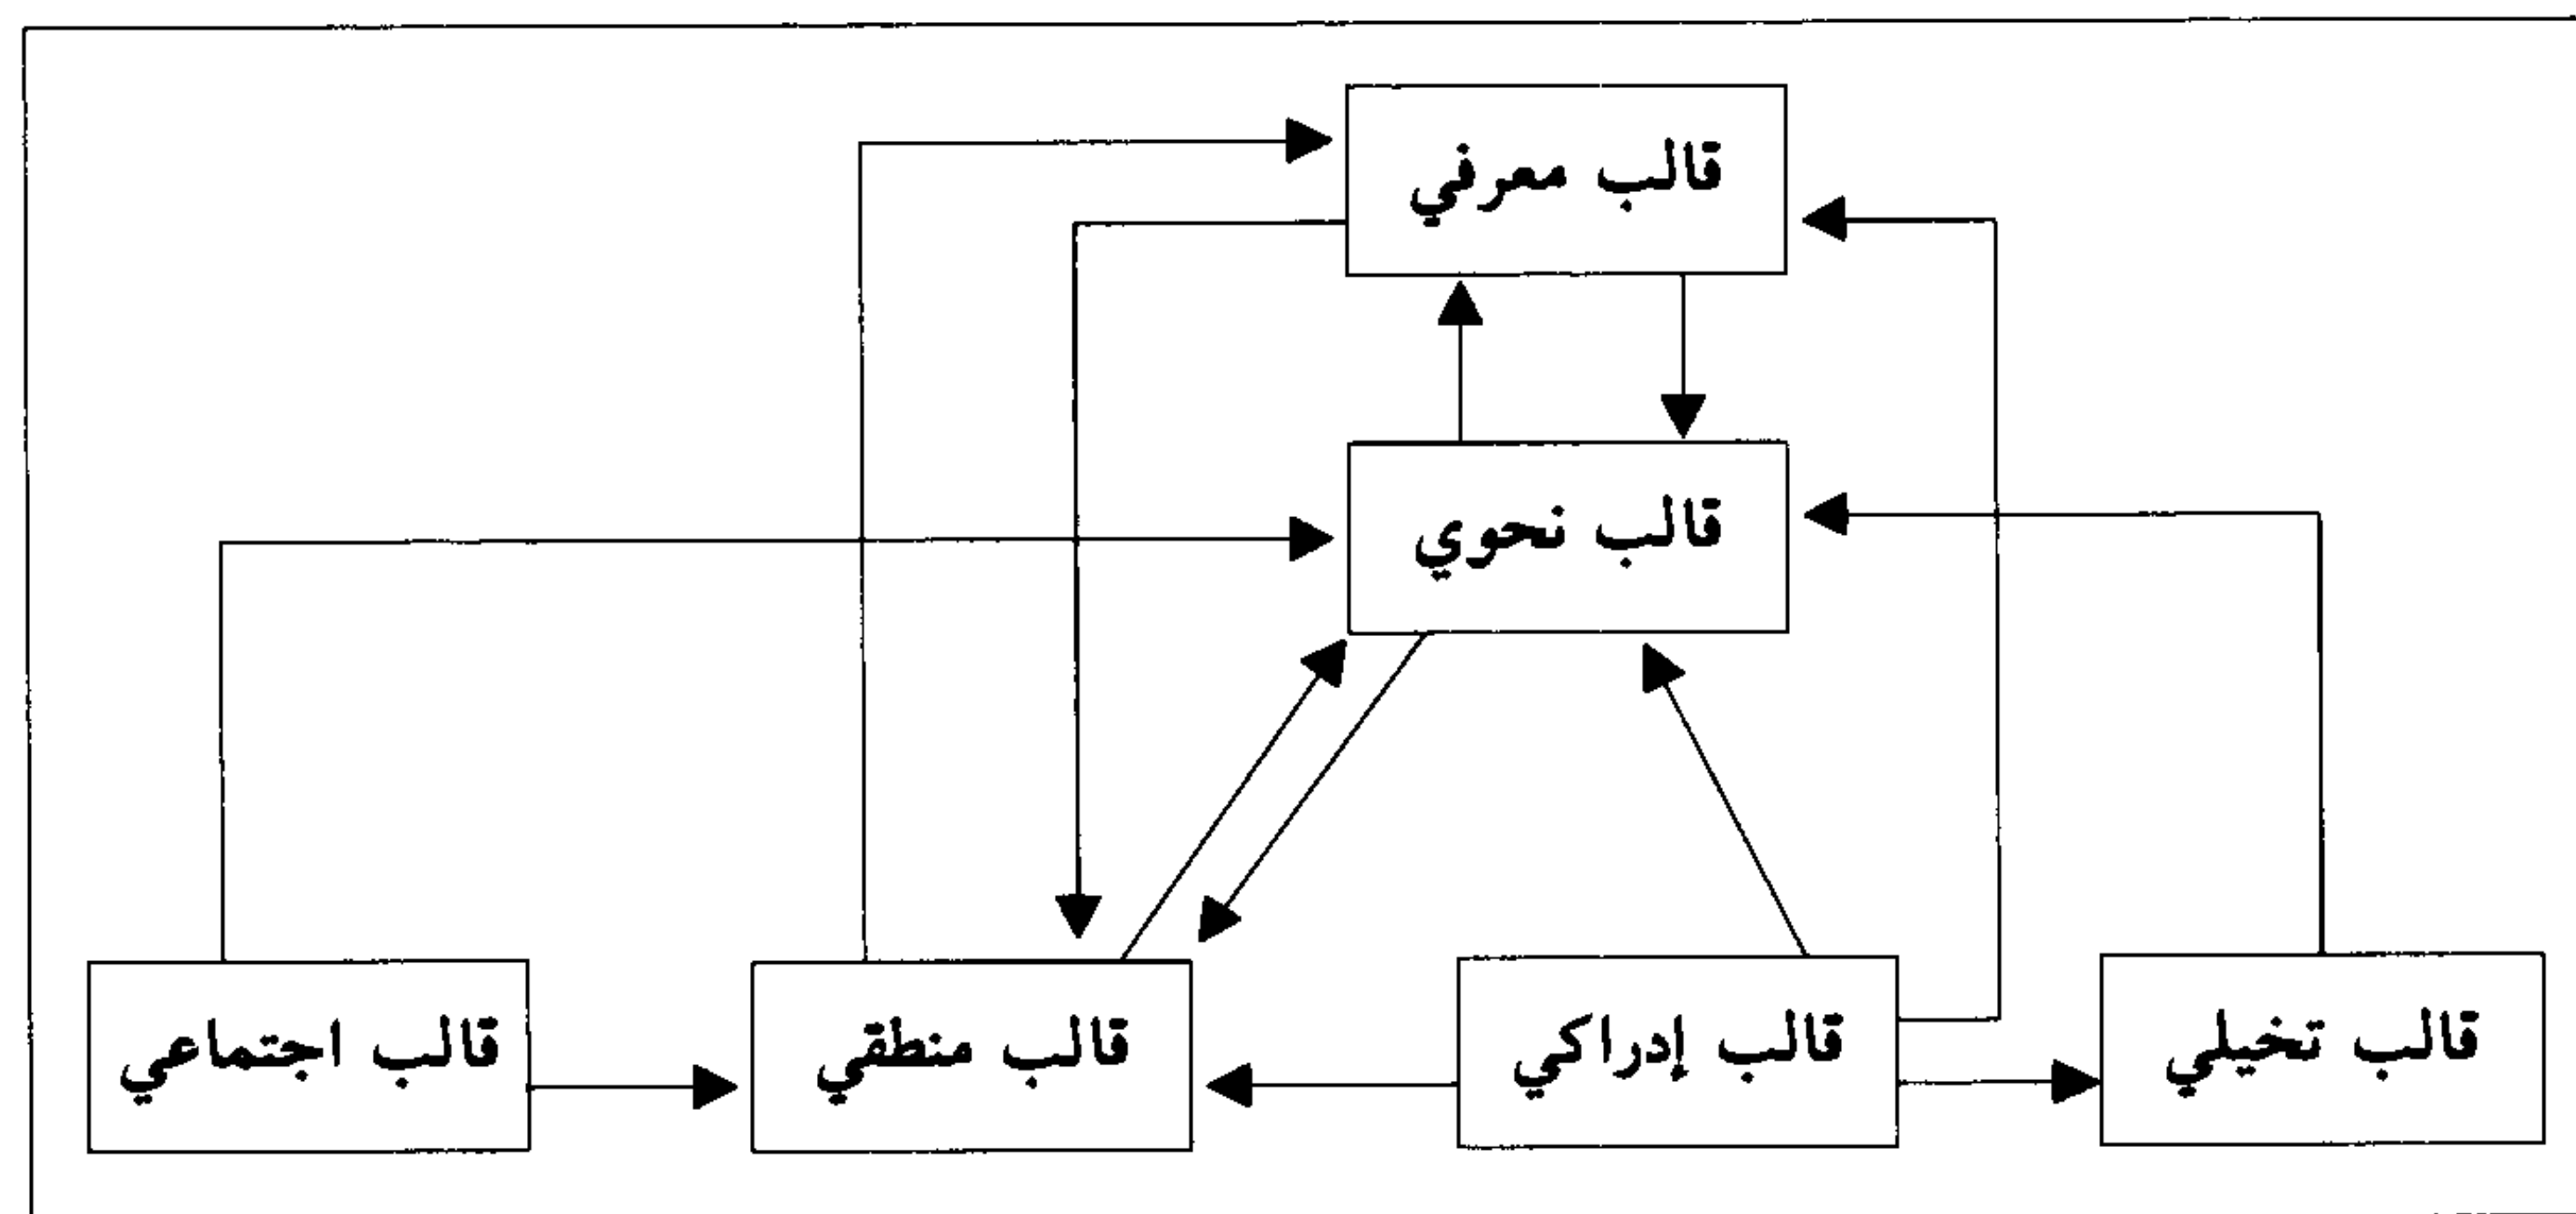 قالب معرفي
قالب نحوي
قالب تخيلي
قالب إدراكي
قالب منطقي
قالب اجتماعي